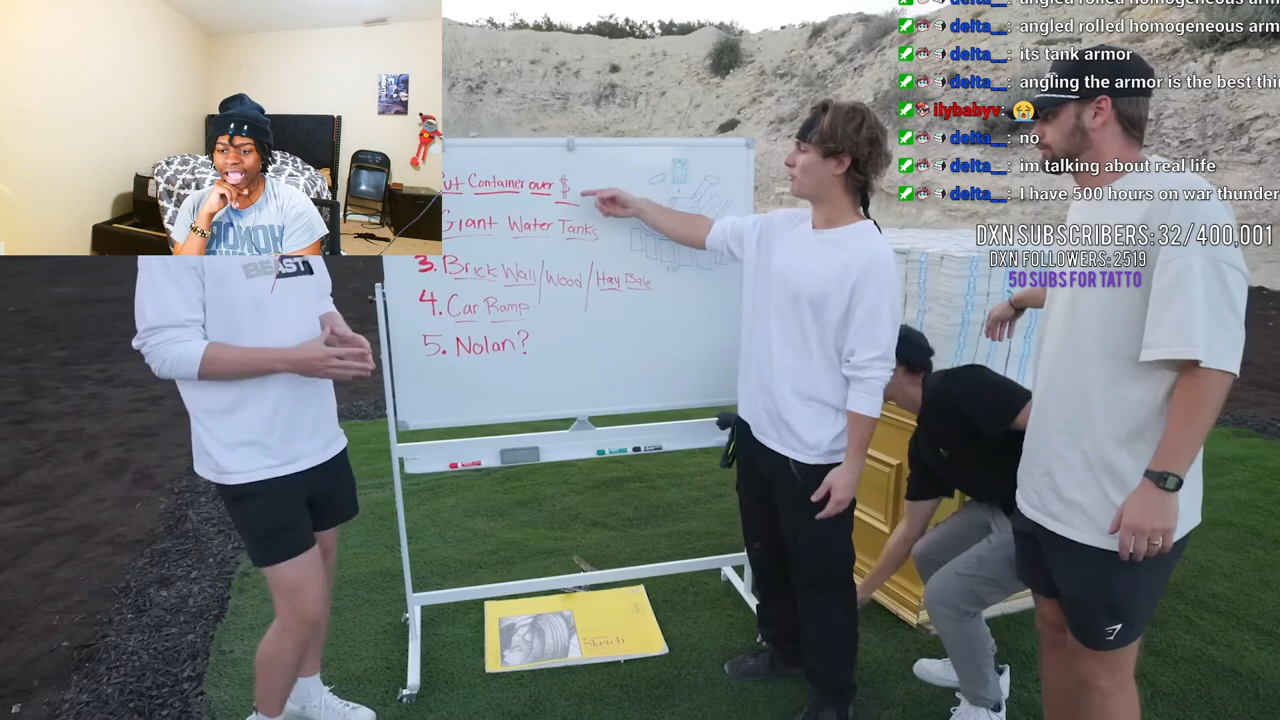 angled rolled homogeneous arm
delta__: angled rolled homogeneous arm
delta__: its tank armor
delta__: angling the armor is the best thi
ilybabyv:
delta__: no
delta__: im talking about real life
delta__: I have 500 hours on war thunder
DXN SUBSCRIBERS: 32/400,001
DXN FOLLOWERS: 2519
50 SUBS FOR TATTO
ut Container over $
Giant Water Tanks
3. Brick Wall/Wood/Hay Bale
4. Car Ramp
5. Nolan?
HONOR
BEAST
Sketch